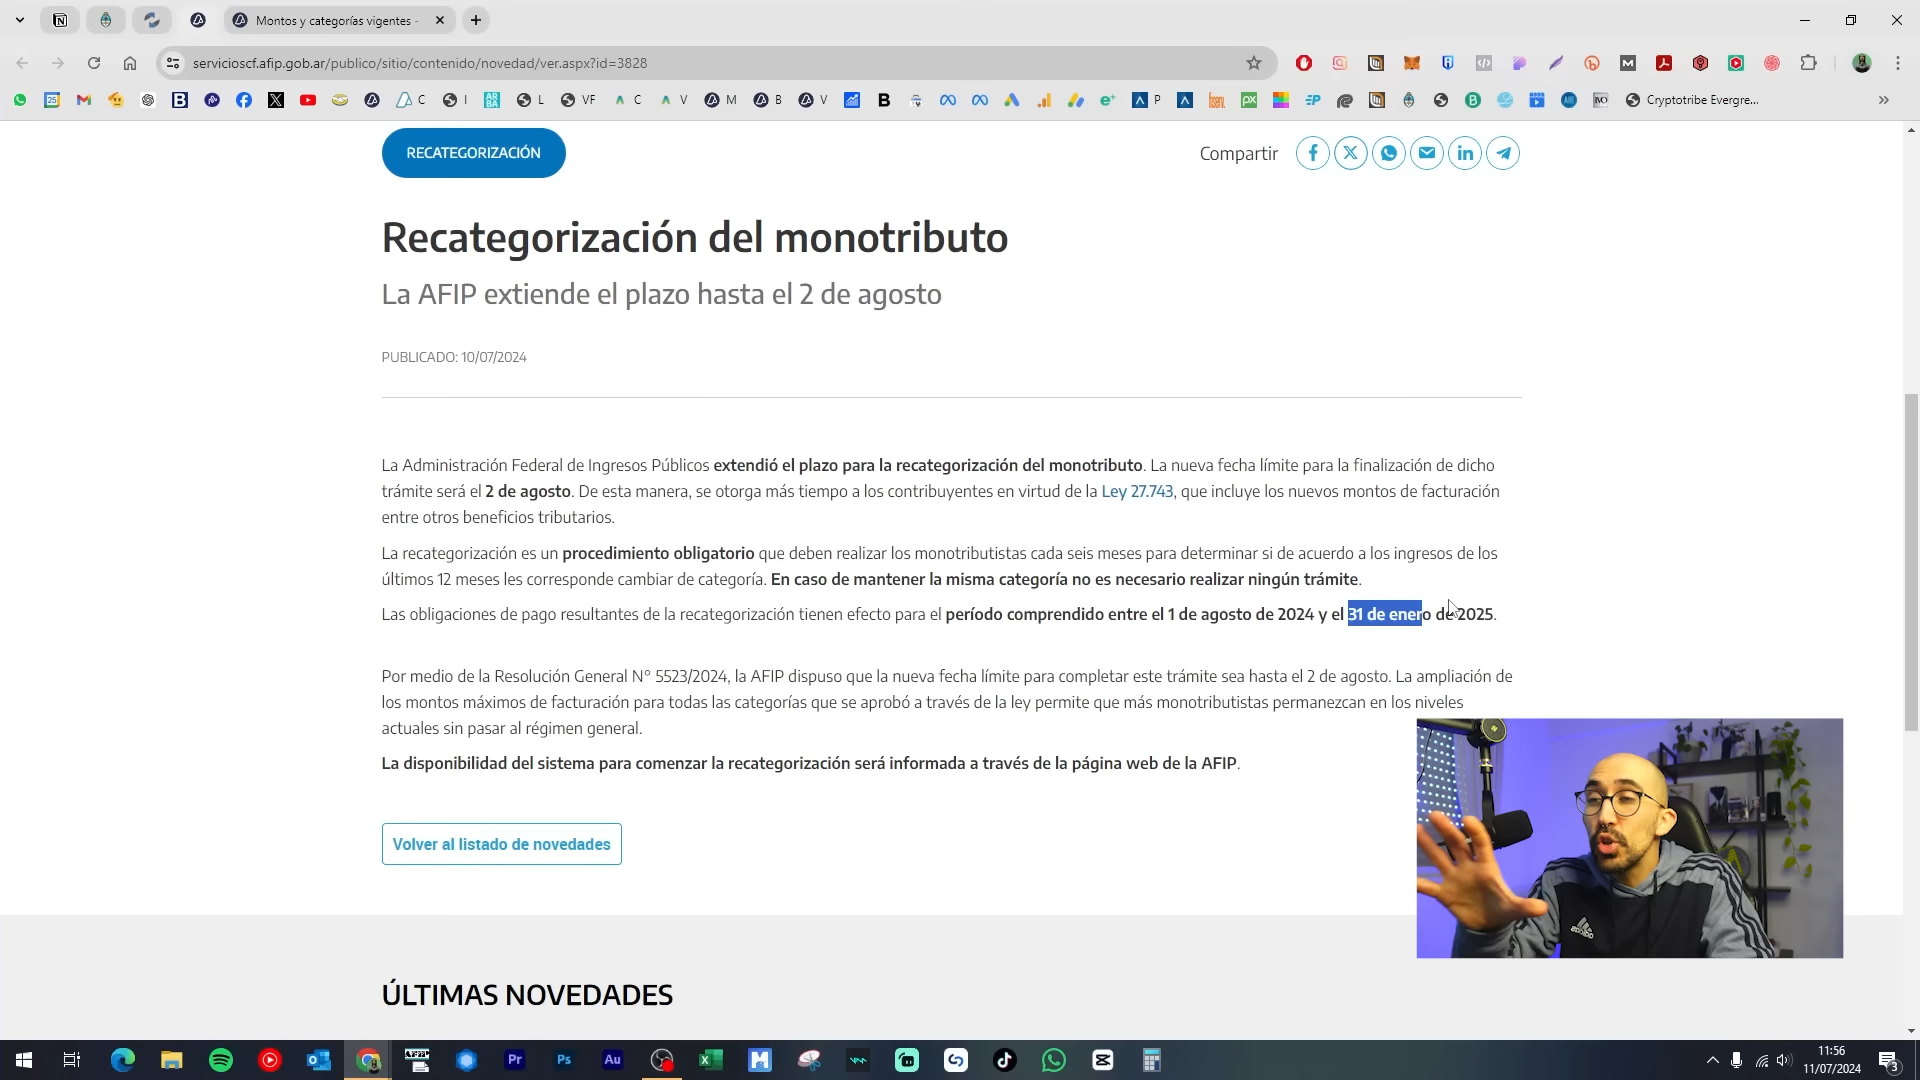 Montos y categorías vigentes -
servicioscf.afip.gob.ar/publico/sitio/contenido/novedad/ver.aspx?id=3828
C I L VF C V M B V P Cryptotribe Evergre...
RECATEGORIZACIÓN
Compartir
Recategorización del monotributo
La AFIP extiende el plazo hasta el 2 de agosto
PUBLICADO: 10/07/2024
La Administración Federal de Ingresos Públicos extendió el plazo para la recategorización del monotributo. La nueva fecha límite para la finalización de dicho
trámite será el 2 de agosto. De esta manera, se otorga más tiempo a los contribuyentes en virtud de la Ley 27.743, que incluye los nuevos montos de facturación
entre otros beneficios tributarios.
La recategorización es un procedimiento obligatorio que deben realizar los monotributistas cada seis meses para determinar si de acuerdo a los ingresos de los
últimos 12 meses les corresponde cambiar de categoría. En caso de mantener la misma categoría no es necesario realizar ningún trámite.
Las obligaciones de pago resultantes de la recategorización tienen efecto para el período comprendido entre el 1 de agosto de 2024 y el 31 de enero de 2025.
Por medio de la Resolución General N° 5523/2024, la AFIP dispuso que la nueva fecha límite para completar este trámite sea hasta el 2 de agosto. La ampliación de
los montos máximos de facturación para todas las categorías que se aprobó a través de la ley permite que más monotributistas permanezcan en los niveles
actuales sin pasar al régimen general.
La disponibilidad del sistema para comenzar la recategorización será informada a través de la página web de la AFIP.
Volver al listado de novedades
adidas
ÚLTIMAS NOVEDADES
11:56
11/07/2024
3